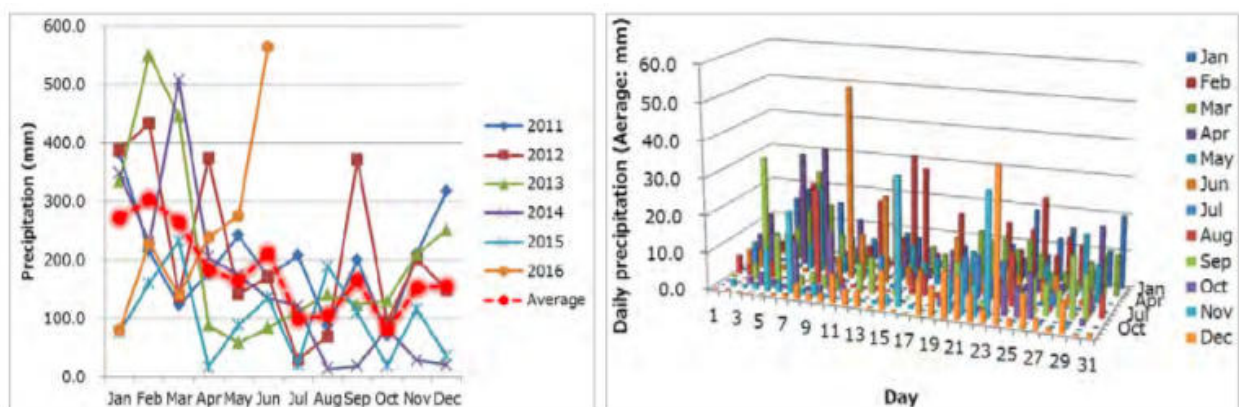 600.0
500.0
400.0
300.0
200.0
100.0
0.0
Precipitation (mm)
Jan Feb Mar Apr May Jun Jul Aug Sep Oct Nov Dec
2011
2012
2013
2014
2015
2016
Average
Daily precipitation (Aerage: mm)
60.0
50.0
40.0
30.0
20.0
10.0
0.0
1 3 5 7 9 11 13 15 17 19 21 23 25 27 29 31
Day
Jan
Apr
Jul
Oct
Jan
Feb
Mar
Apr
May
Jun
Jul
Aug
Sep
Oct
Nov
Dec